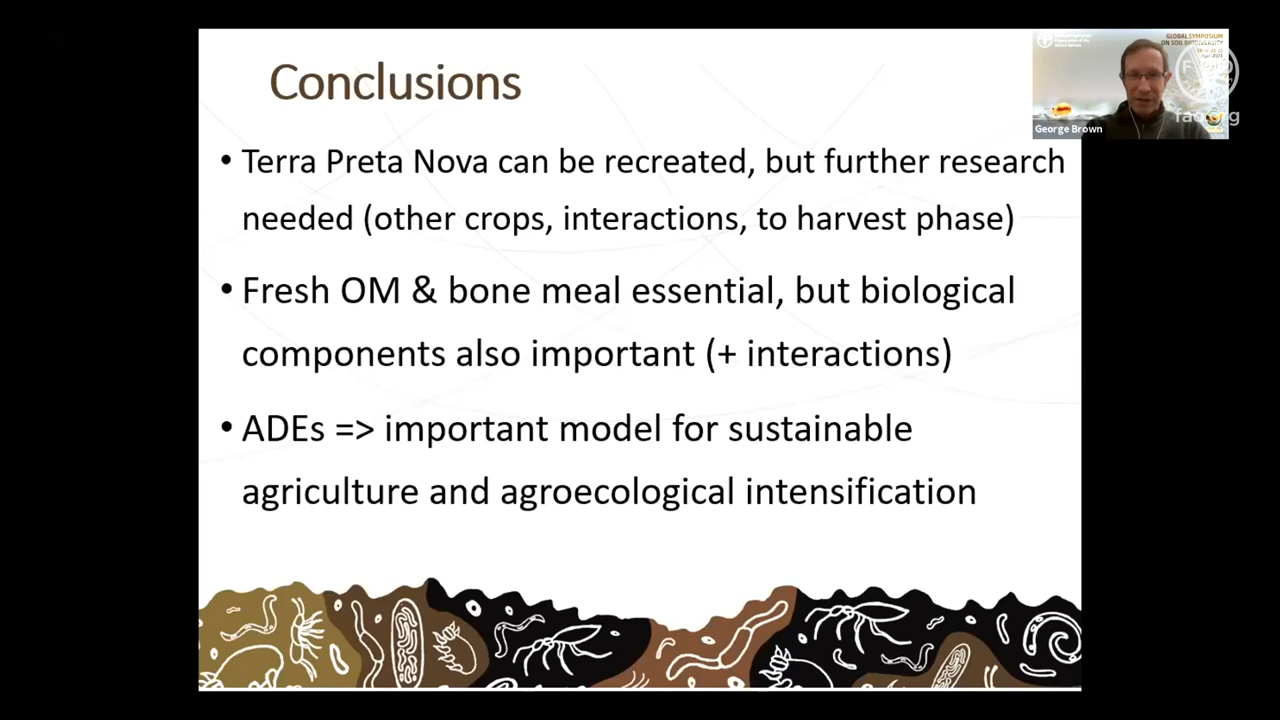 Conclusions
• Terra Preta Nova can be recreated, but further research
needed (other crops, interactions, to harvest phase)
• Fresh OM & bone meal essential, but biological
components also important (+ interactions)
• ADEs => important model for sustainable
agriculture and agroecological intensification
GLOBAL SYMPOSIUM
ON SOIL BIODIVERSITY
fao.org
George Brown